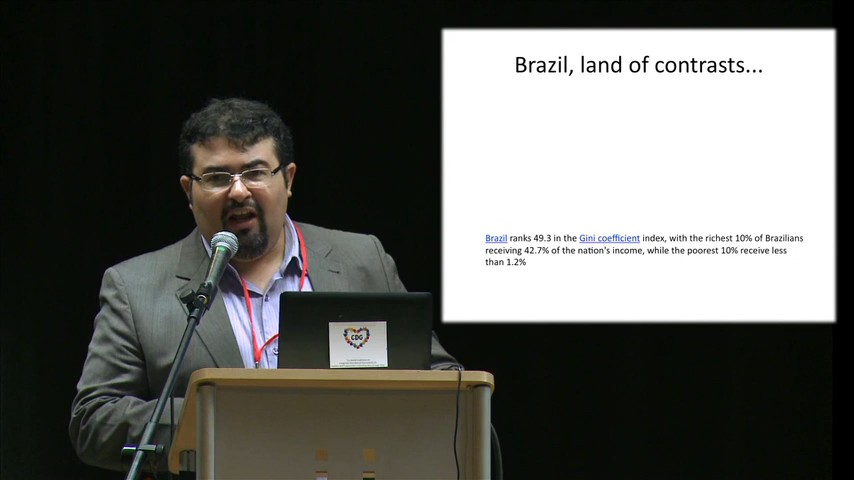 Brazil, land of contrasts...
Brazil ranks 49.3 in the Gini coefficient index, with the richest 10% of Brazilians
receiving 42.7% of the nation's income, while the poorest 10% receive less
than 1.2%
CDG